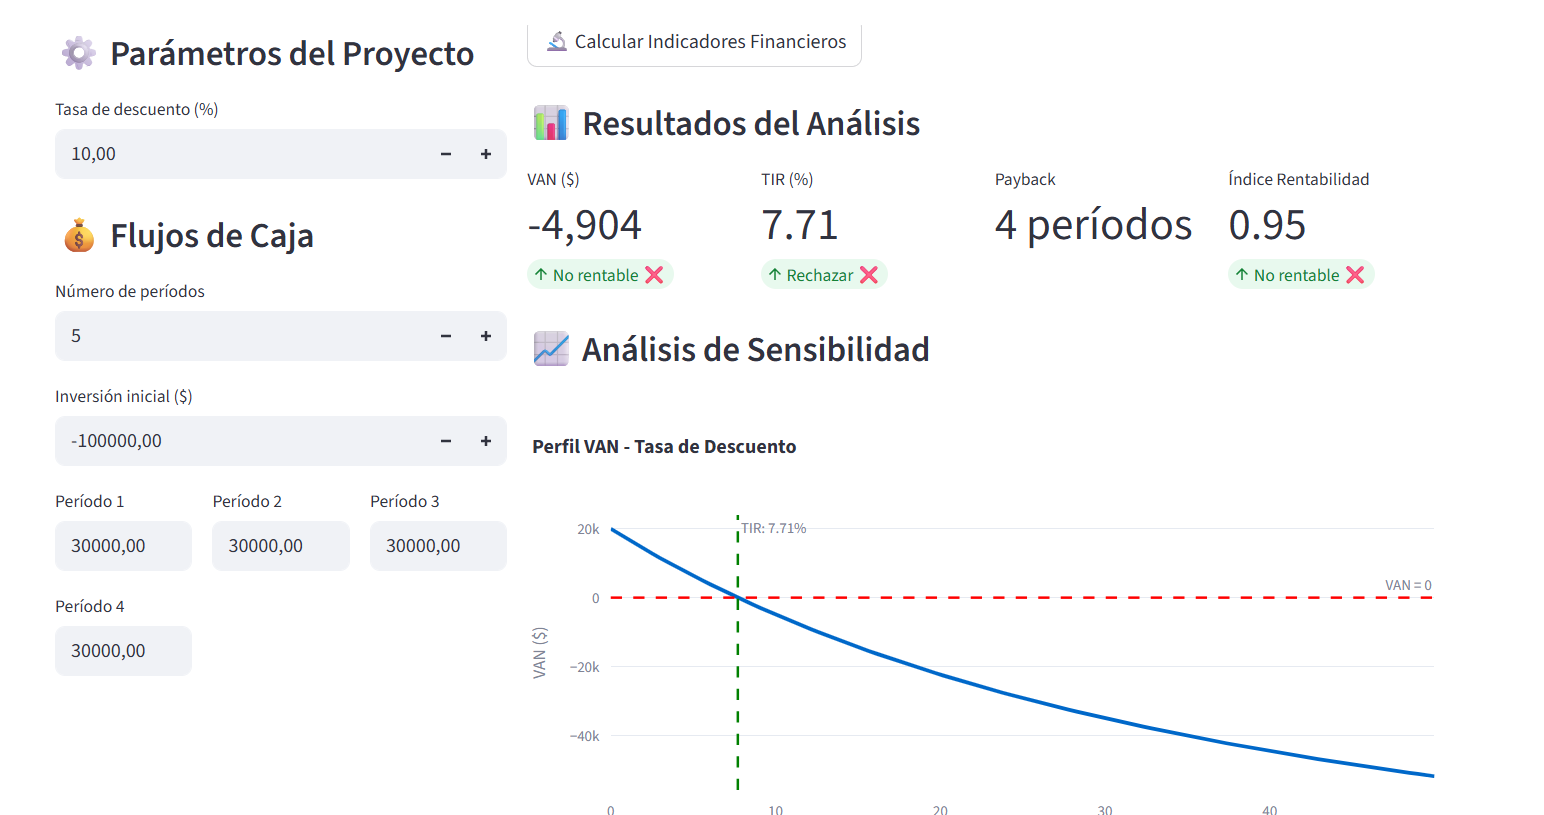 Parámetros del Proyecto
Tasa de descuento (%)
10,00
Flujos de Caja
Número de períodos
5
Inversión inicial ($)
-100000,00
Período 1 Período 2 Período 3
30000,00 30000,00 30000,00
Período 4
30000,00
Calcular Indicadores Financieros
Resultados del Análisis
VAN ($) TIR (%) Payback Índice Rentabilidad
-4,904 7.71 4 períodos 0.95
↑ No rentable ❌ ↑ Rechazar ❌ ↑ No rentable ❌
Análisis de Sensibilidad
Perfil VAN - Tasa de Descuento
TIR: 7.71%
VAN = 0
VAN ($)
20k
0
−20k
−40k
0 10 20 30 40